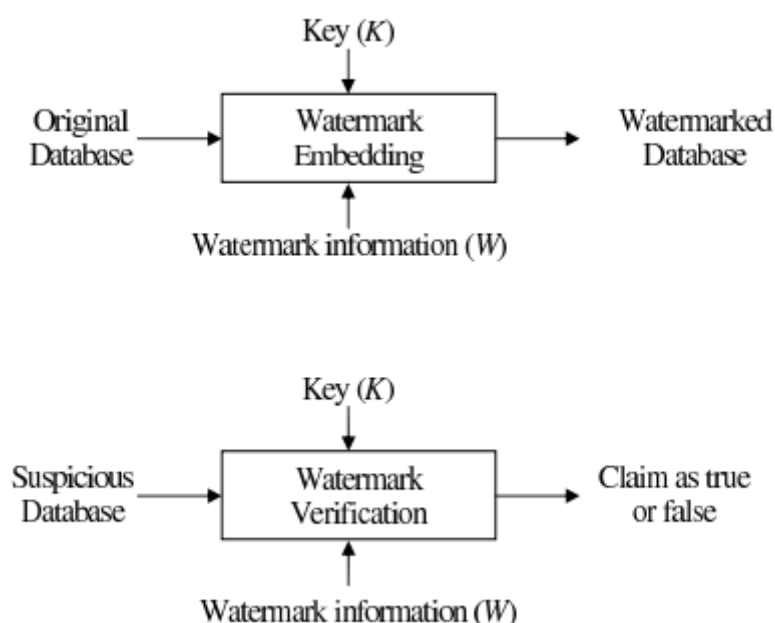 Key (K)
Original
Database
Watermark
Embedding
Watermarked
Database
Watermark information (W)
Key (K)
Suspicious
Database
Watermark
Verification
Claim as true
or false
Watermark information (W)